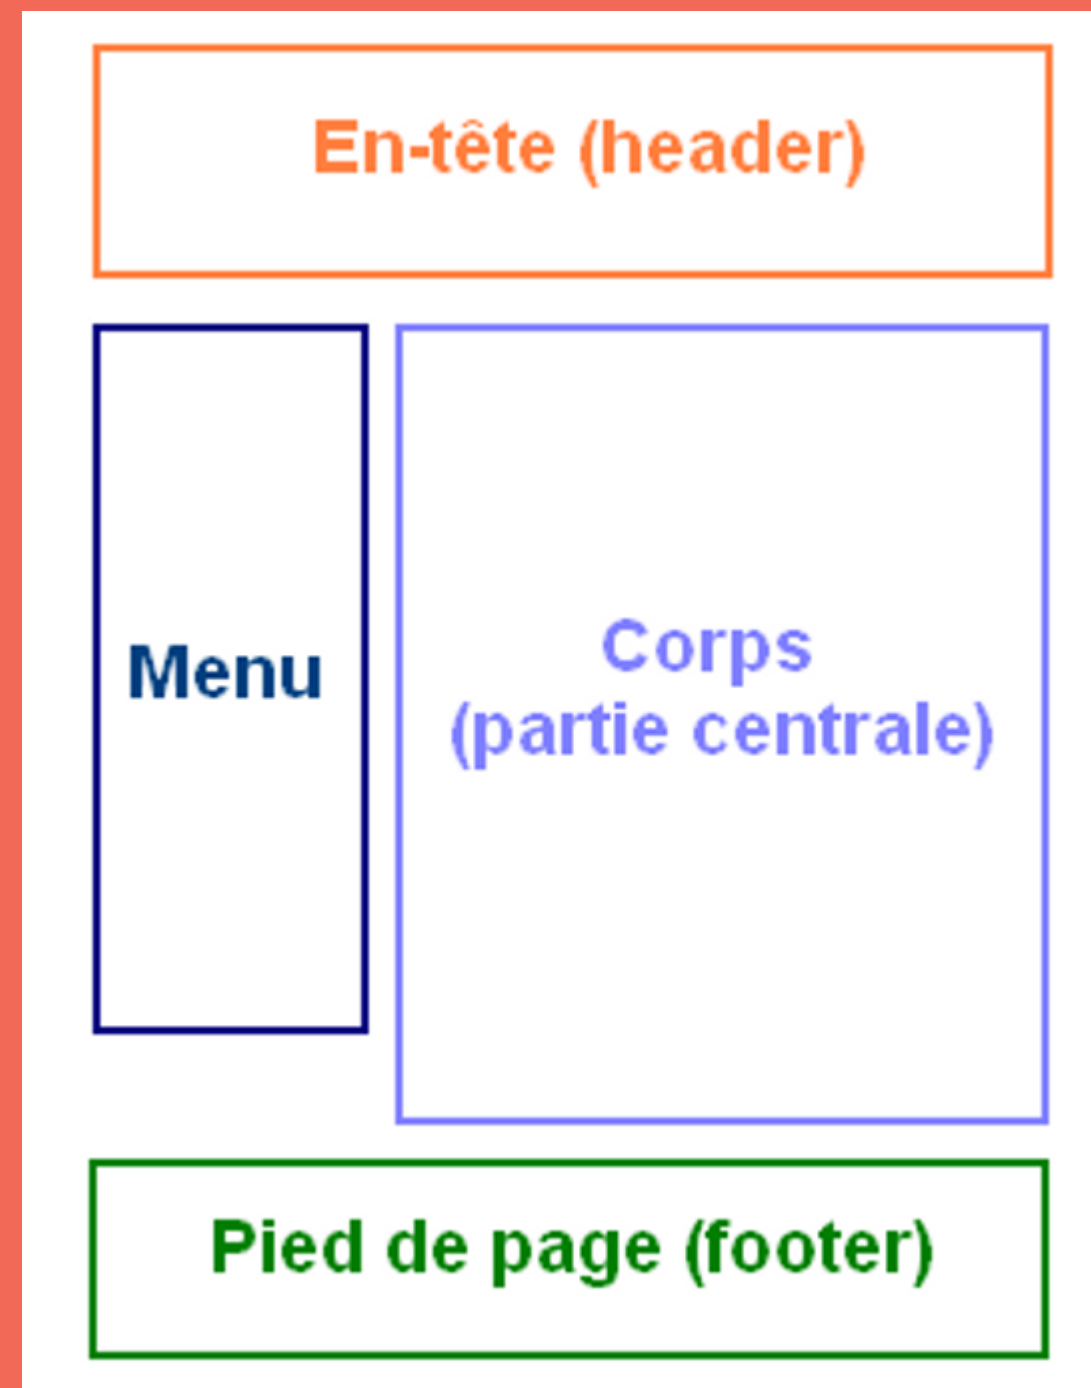 En-tête (header)
Menu
Corps
(partie centrale)
Pied de page (footer)